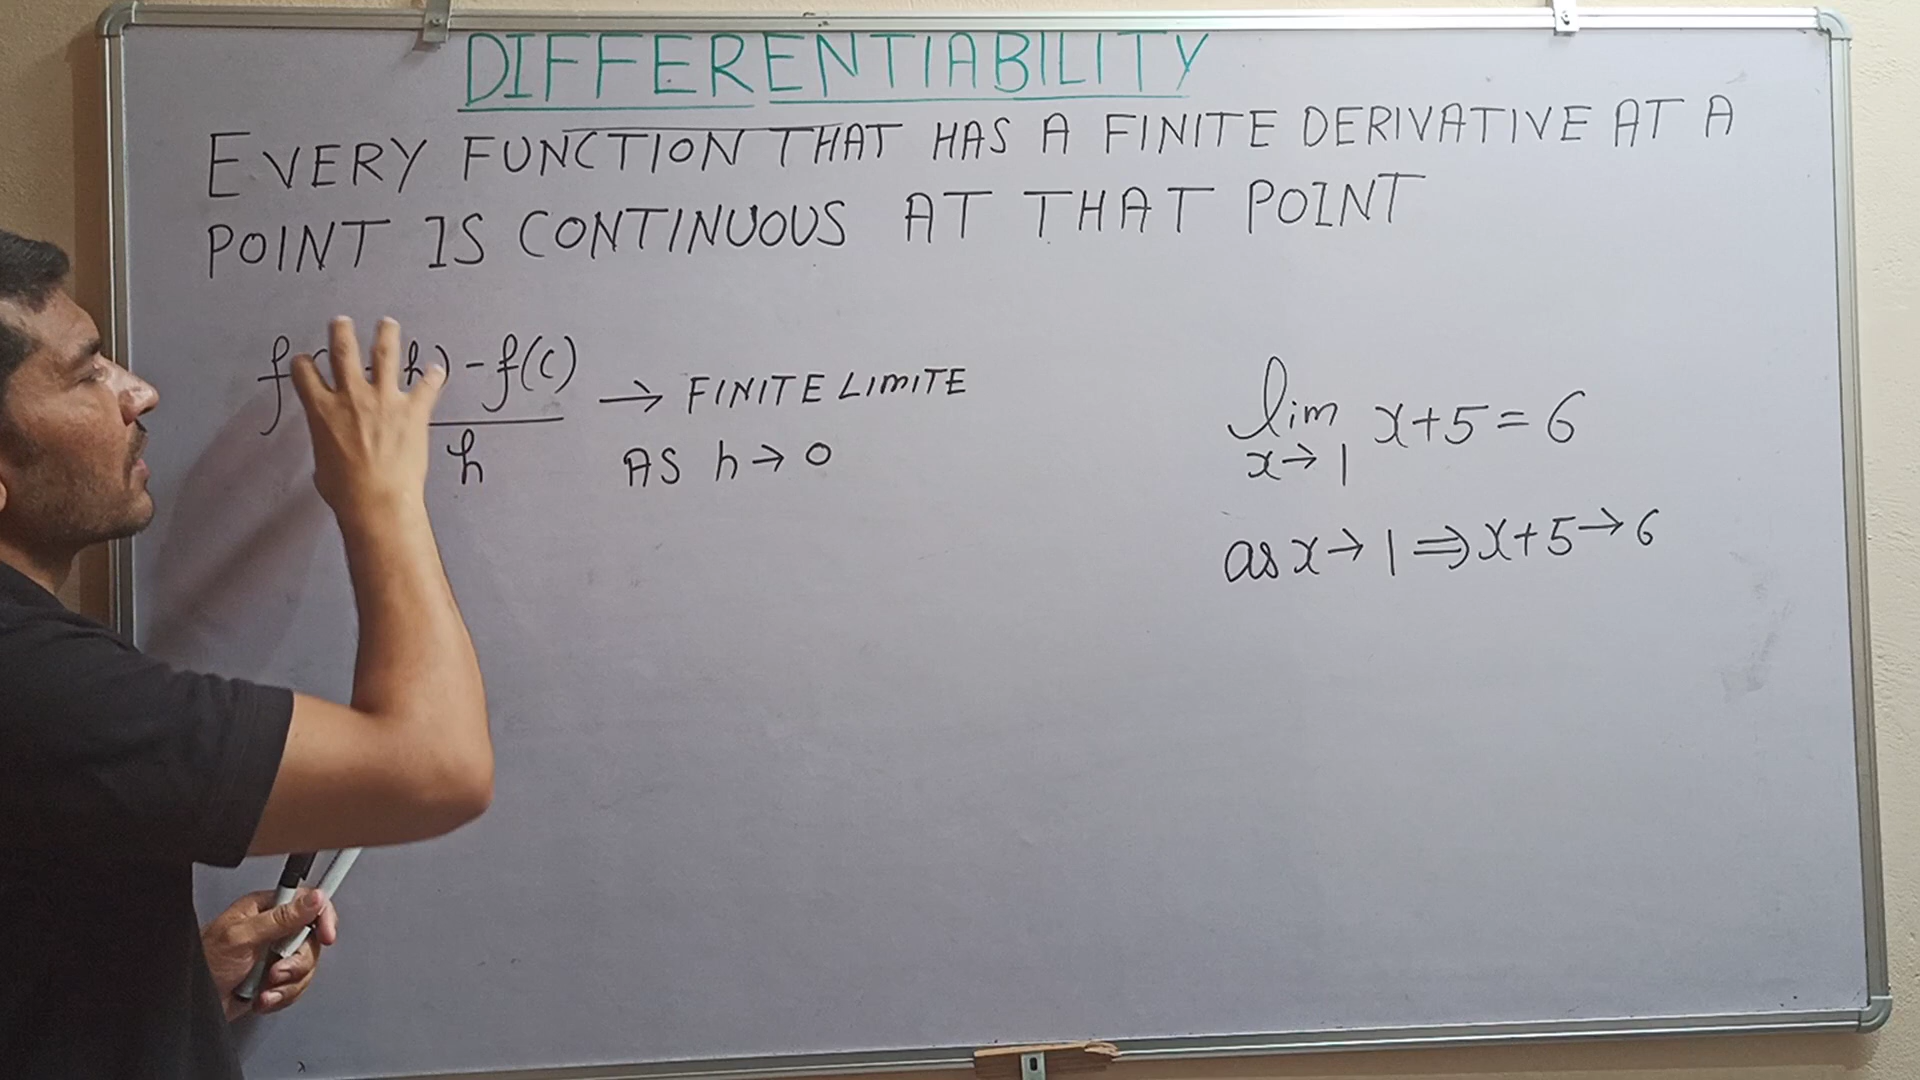 DIFFERENTIABILITY
EVERY FUNCTION THAT HAS A FINITE DERIVATIVE AT A
POINT IS CONTINUOUS AT THAT POINT
f( h) - f(c)
h
→ FINITE LIMITE
AS h → 0
lim x+5 = 6
x → 1
as x → 1 ⇒ x+5 → 6